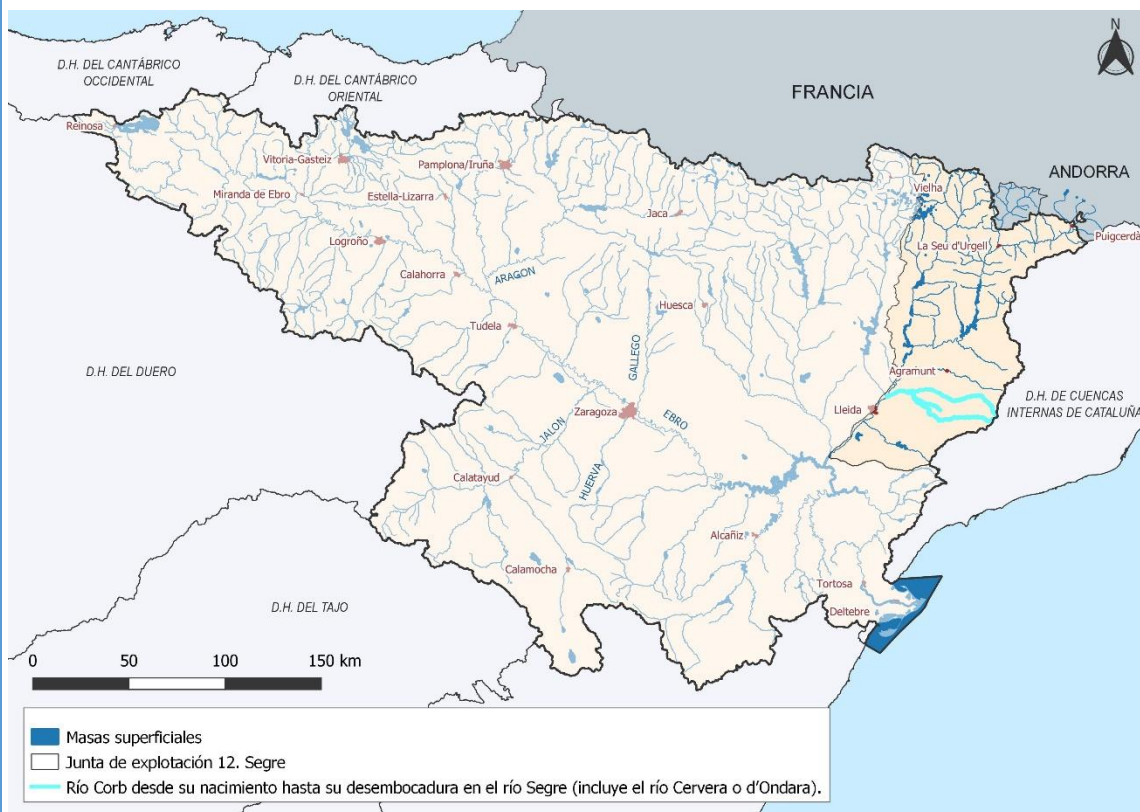 N
D.H. DEL CANTÁBRICO
OCCIDENTAL
D.H. DEL CANTÁBRICO
ORIENTAL
FRANCIA
Reinosa
Vitoria-Gasteiz
Pamplona/Iruña
Vielha
ANDORRA
Miranda de Ebro
Estella-Lizarra
Jaca
La Seu d'Urgell
Puigcerdà
Logroño
Calahorra
ARAGON
Huesca
Tudela
GALLEGO
D.H. DEL DUERO
Agramunt
D.H. DE CUENCAS
INTERNAS DE CATALUÑA
Zaragoza
EBRO
Lleida
JALON
HUERVA
Calatayud
Alcañiz
Calamocha
Tortosa
D.H. DEL TAJO
Deltebre
0 50 100 150 km
Masas superficiales
Junta de explotación 12. Segre
Río Corb desde su nacimiento hasta su desembocadura en el río Segre (incluye el río Cervera o d'Ondara).